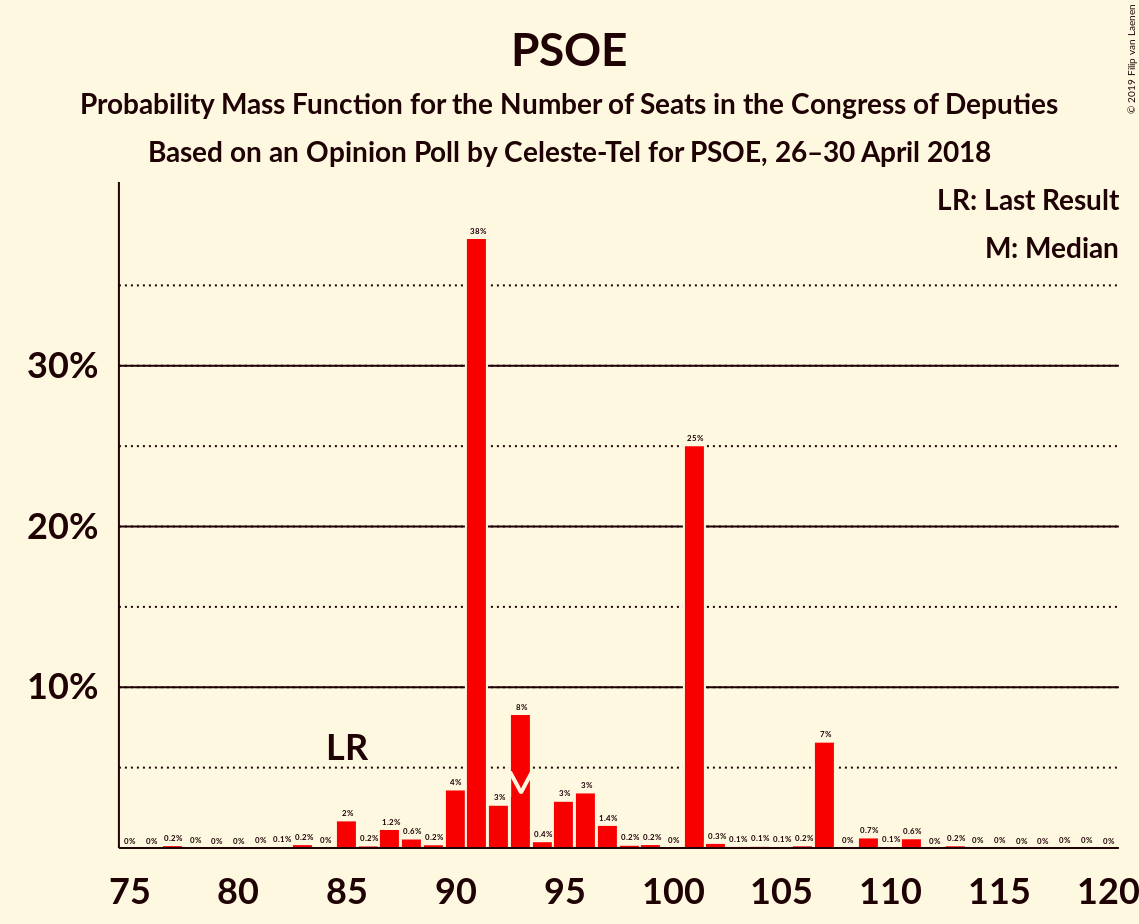 © 2019 Filip van Laenen
PSOE
Probability Mass Function for the Number of Seats in the Congress of Deputies
Based on an Opinion Poll by Celeste-Tel for PSOE, 26–30 April 2018
LR: Last Result
M: Median
30%
20%
10%
LR
0% 0% 0.2% 0% 0% 0% 0% 0.1% 0.2% 0% 2% 0.2% 1.2% 0.6% 0.2% 4% 38% 3% 8% 0.4% 3% 3% 1.4% 0.2% 0.2% 0% 25% 0.3% 0.1% 0.1% 0.1% 0.2% 7% 0% 0.7% 0.1% 0.6% 0% 0.2% 0% 0% 0% 0% 0% 0% 0%
75 80 85 90 95 100 105 110 115 120